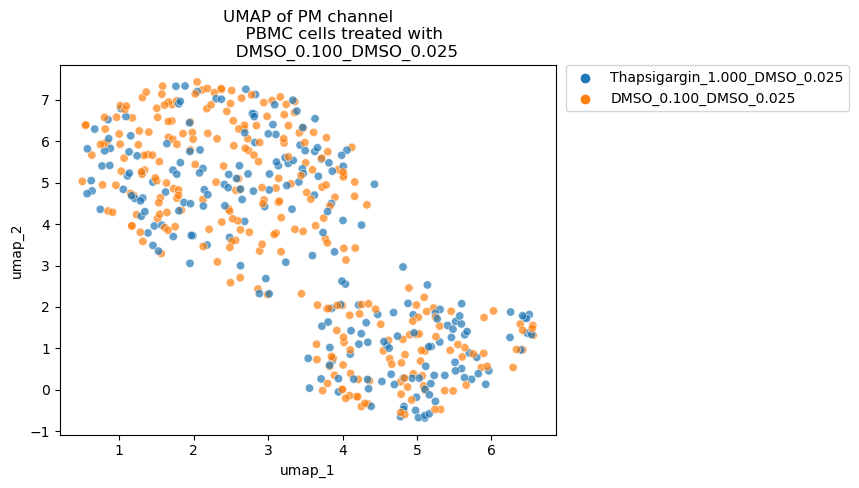 UMAP of PM channel
PBMC cells treated with
DMSO_0.100_DMSO_0.025
Thapsigargin_1.000_DMSO_0.025
DMSO_0.100_DMSO_0.025
umap_2
7
6
5
4
3
2
1
0
−1
1 2 3 4 5 6
umap_1